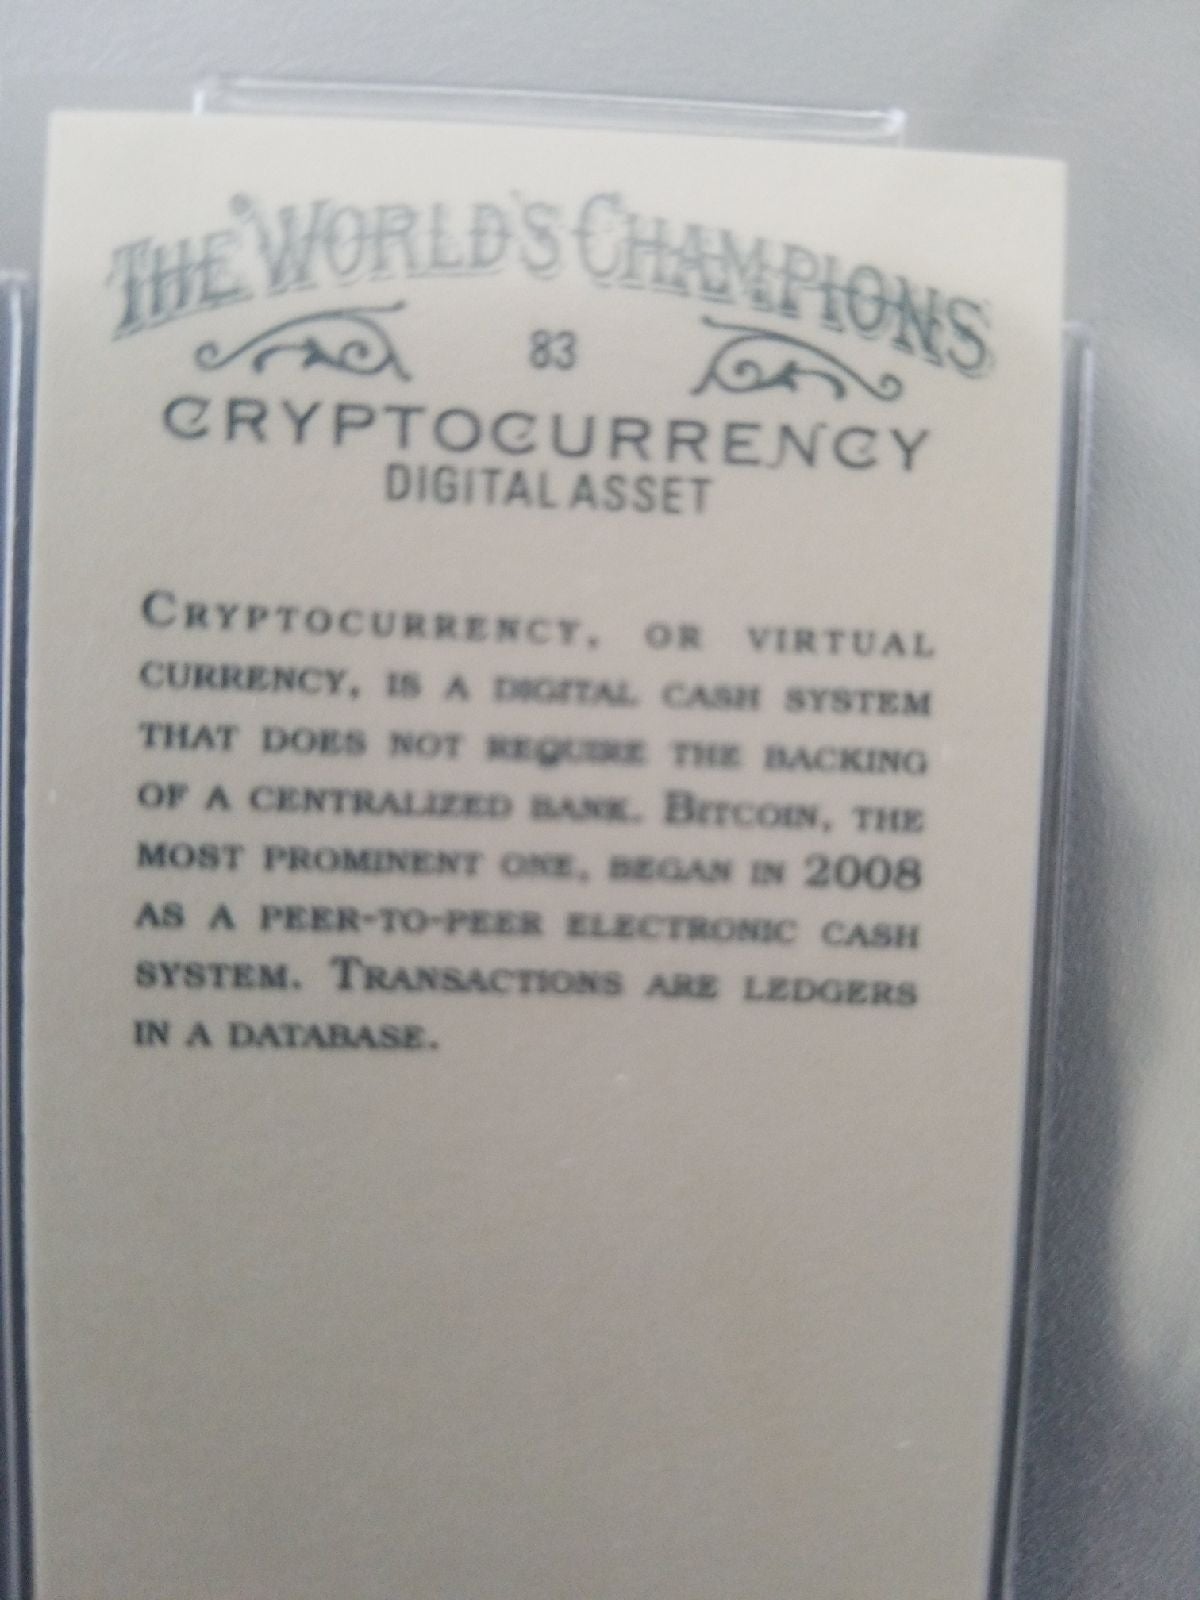 THE WORLD'S CHAMPIONS
83
CRYPTOCURRENCY
DIGITAL ASSET
CRYPTOCURRENCY, OR VIRTUAL
CURRENCY, IS A DIGITAL CASH SYSTEM
THAT DOES NOT REQUIRE THE BACKING
OF A CENTRALIZED BANK. BITCOIN, THE
MOST PROMINENT ONE, BEGAN IN 2008
AS A PEER-TO-PEER ELECTRONIC CASH
SYSTEM. TRANSACTIONS ARE LEDGERS
IN A DATABASE.